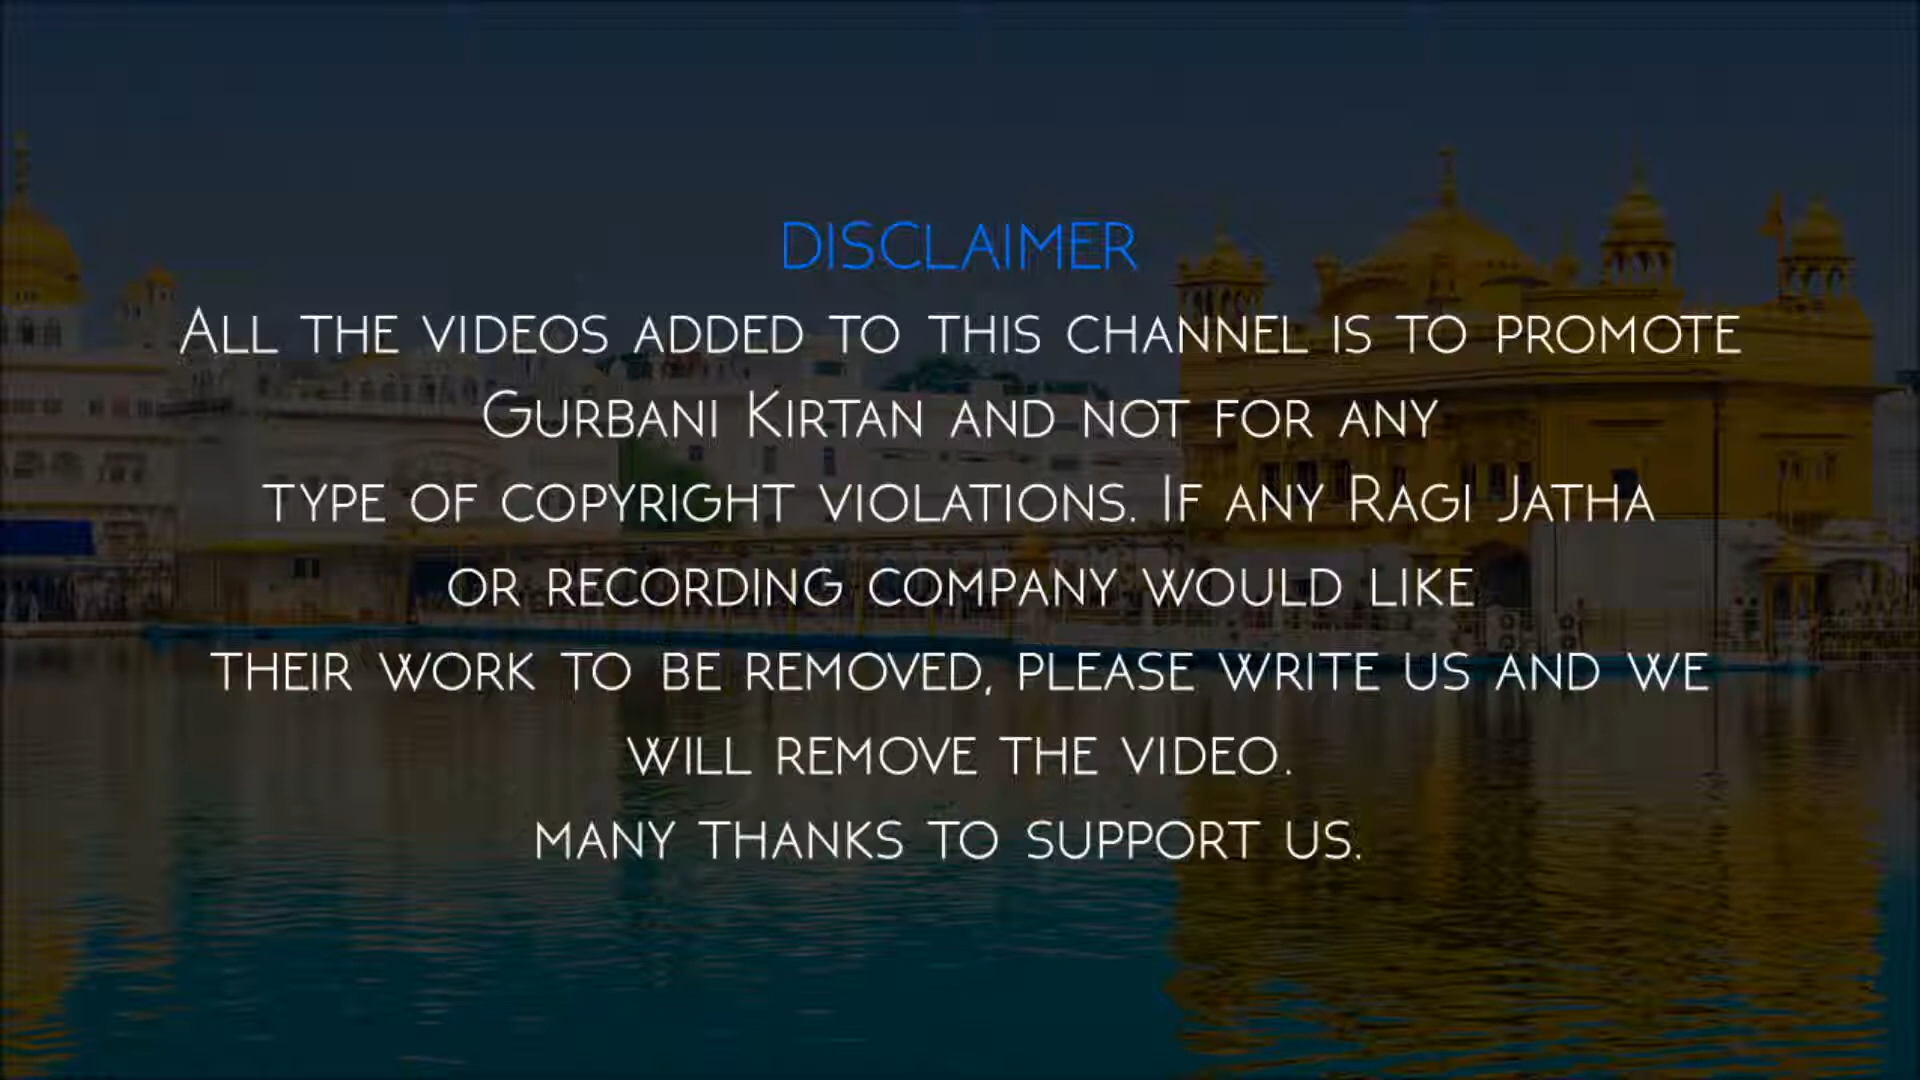 DISCLAIMER
All the videos added to this channel is to promote
Gurbani Kirtan and not for any
type of copyright violations. If any Ragi Jatha
or recording company would like
their work to be removed, please write us and we
will remove the video.
many thanks to support us.